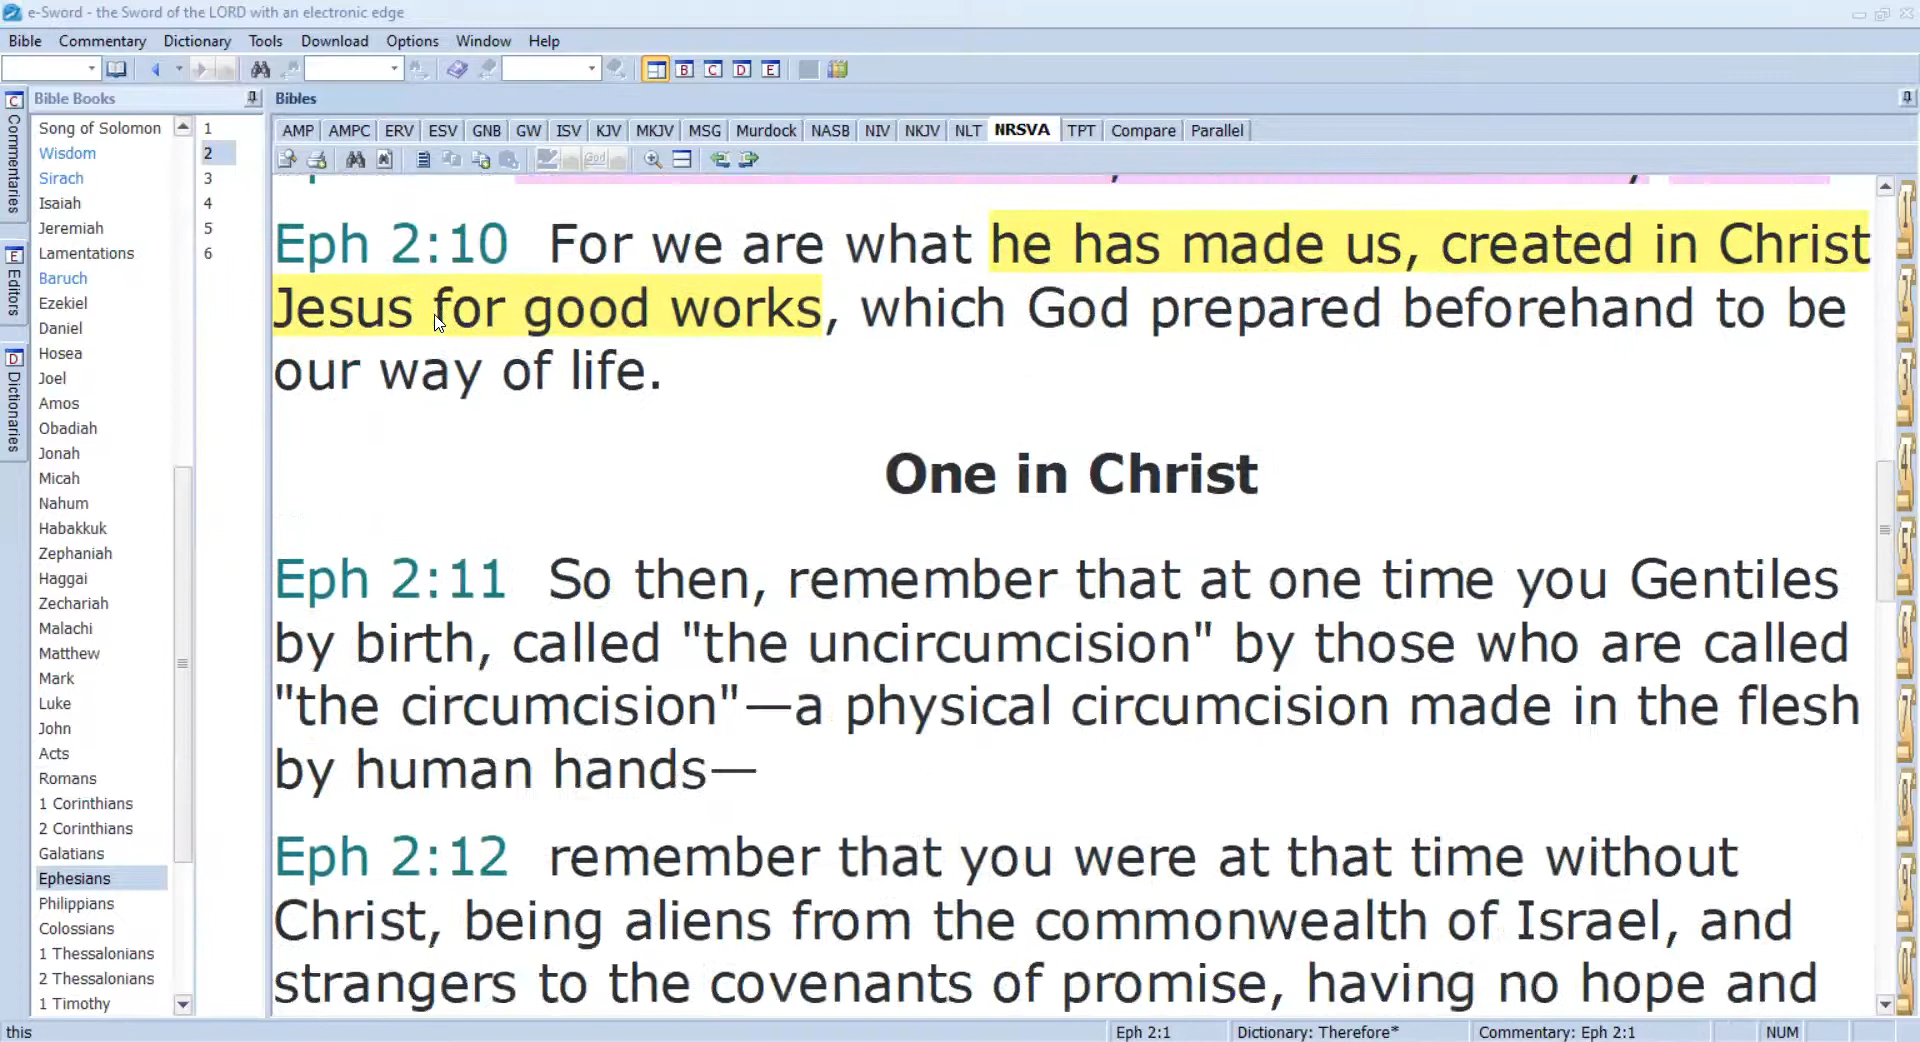 e-Sword - the Sword of the LORD with an electronic edge
Bible Commentary Dictionary Tools Download Options Window Help
B C D E
C Commentaries
E Editors
D Dictionaries
Bible Books
Song of Solomon
Wisdom
Sirach
Isaiah
Jeremiah
Lamentations
Baruch
Ezekiel
Daniel
Hosea
Joel
Amos
Obadiah
Jonah
Micah
Nahum
Habakkuk
Zephaniah
Haggai
Zechariah
Malachi
Matthew
Mark
Luke
John
Acts
Romans
1 Corinthians
2 Corinthians
Galatians
Ephesians
Philippians
Colossians
1 Thessalonians
2 Thessalonians
1 Timothy
1
2
3
4
5
6
Bibles
AMP AMPC ERV ESV GNB GW ISV KJV MKJV MSG Murdock NASB NIV NKJV NLT NRSVA TPT Compare Parallel
God
Eph 2:10 For we are what he has made us, created in Christ
Jesus for good works, which God prepared beforehand to be
our way of life.
One in Christ
Eph 2:11 So then, remember that at one time you Gentiles
by birth, called "the uncircumcision" by those who are called
"the circumcision"—a physical circumcision made in the flesh
by human hands—
Eph 2:12 remember that you were at that time without
Christ, being aliens from the commonwealth of Israel, and
strangers to the covenants of promise, having no hope and
this
Eph 2:1
Dictionary: Therefore*
Commentary: Eph 2:1
NUM